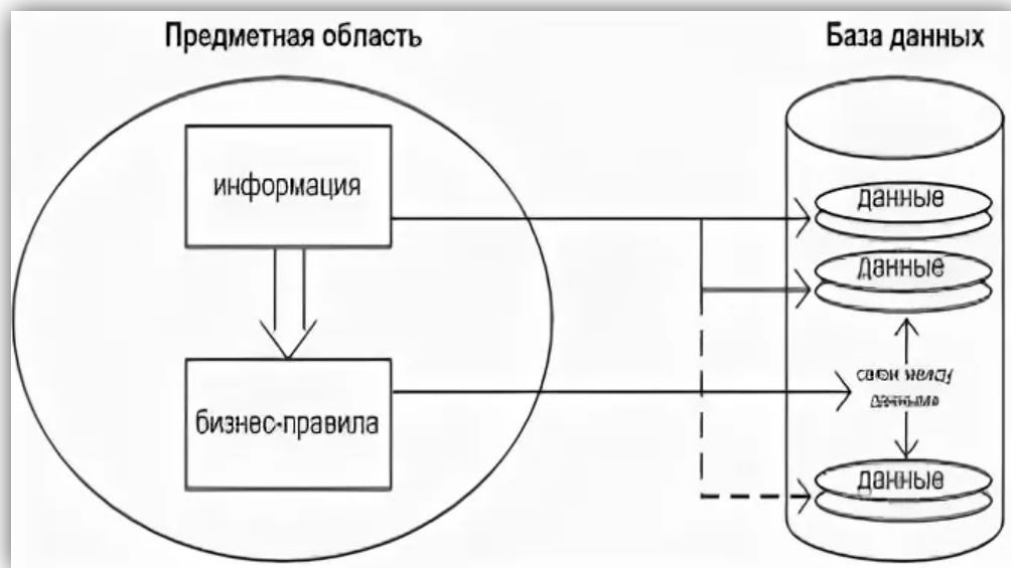 Предметная область
База данных
информация
данные
данные
бизнес-правила
данные